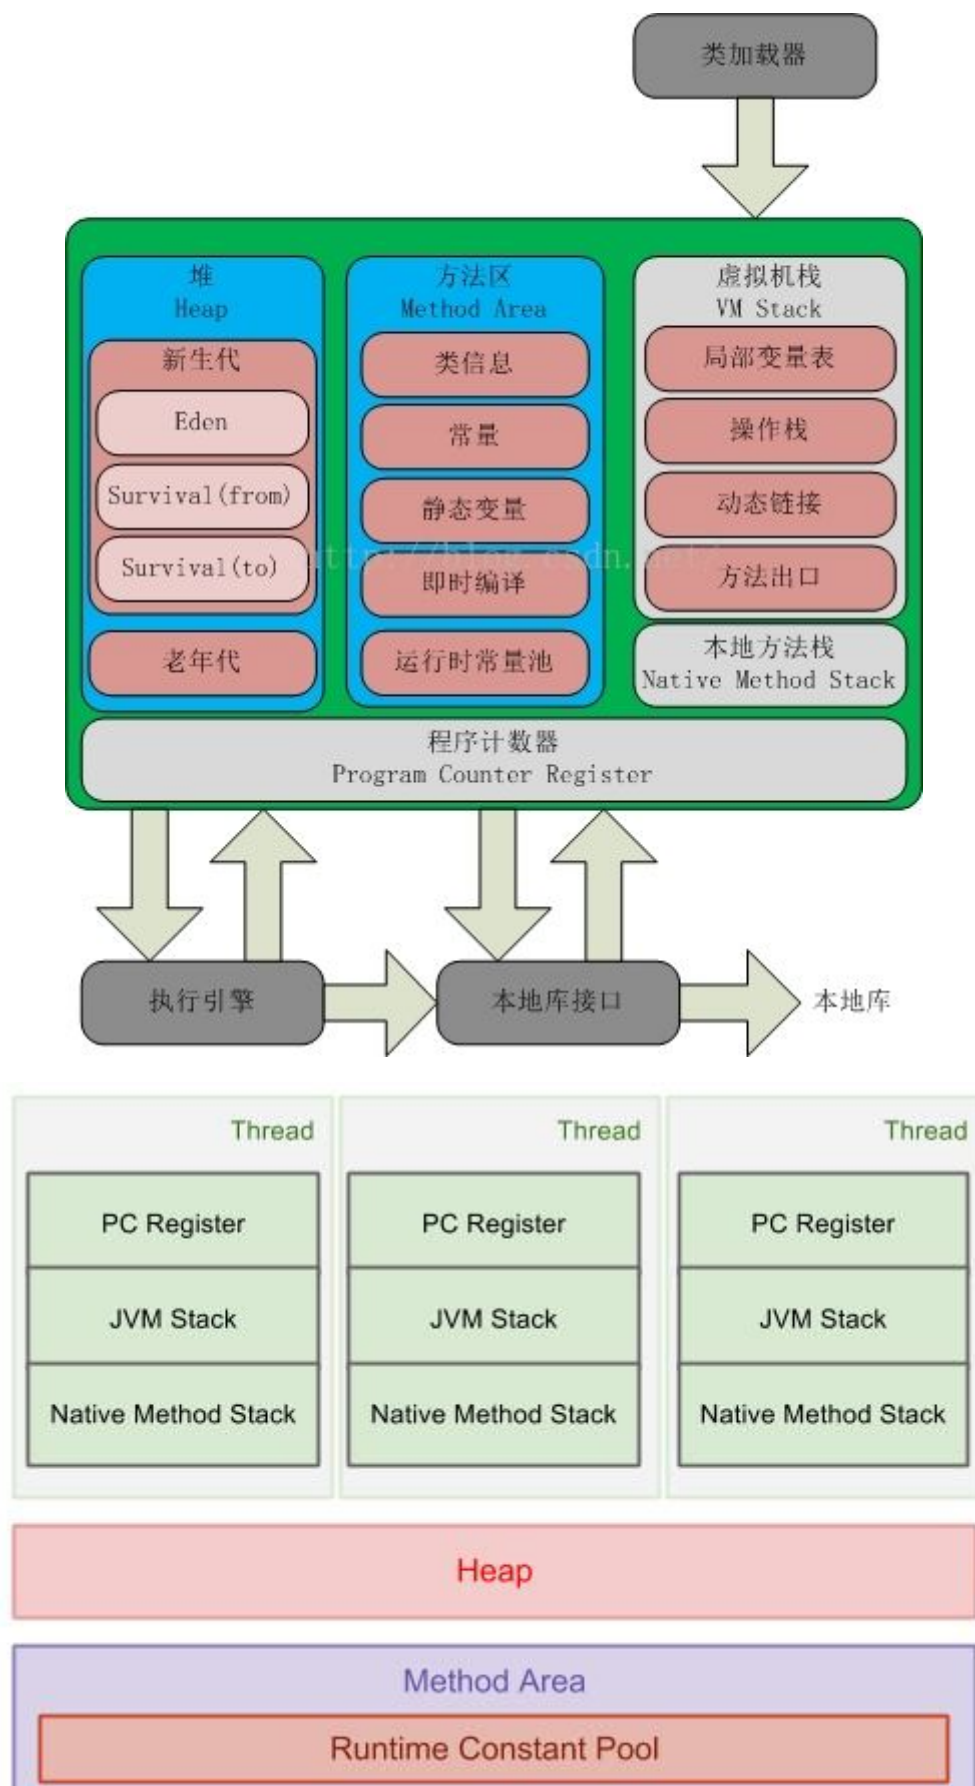 类加载器
堆
Heap
新生代
Eden
Survival(from)
Survival(to)
老年代
方法区
Method Area
类信息
常量
静态变量
即时编译
运行时常量池
虚拟机栈
VM Stack
局部变量表
操作栈
动态链接
方法出口
本地方法栈
Native Method Stack
http://blog.csdn.net/
程序计数器
Program Counter Register
执行引擎
本地库接口
本地库
Thread
PC Register
JVM Stack
Native Method Stack
Thread
PC Register
JVM Stack
Native Method Stack
Thread
PC Register
JVM Stack
Native Method Stack
Heap
Method Area
Runtime Constant Pool